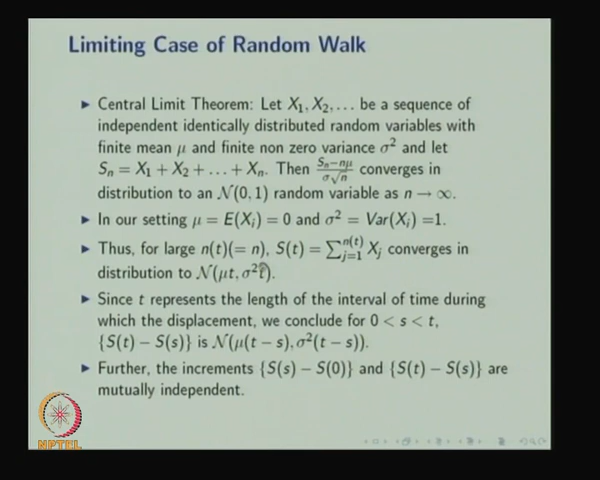 Limiting Case of Random Walk
▶ Central Limit Theorem: Let X₁, X₂, . . . be a sequence of
independent identically distributed random variables with
finite mean μ and finite non zero variance σ² and let
Sₙ = X₁ + X₂ + . . . + Xₙ. Then (Sₙ−nμ)/(σ√n) converges in
distribution to an N(0, 1) random variable as n → ∞.
▶ In our setting μ = E(Xᵢ) = 0 and σ² = Var(Xᵢ) =1.
▶ Thus, for large n(t)(= n), S(t) = ∑ⱼ₌₁ⁿ⁽ᵗ⁾ Xⱼ converges in
distribution to N(μt, σ²t).
▶ Since t represents the length of the interval of time during
which the displacement, we conclude for 0 < s < t,
{S(t) − S(s)} is N(μ(t − s), σ²(t − s)).
▶ Further, the increments {S(s) − S(0)} and {S(t) − S(s)} are
mutually independent.
NPTEL